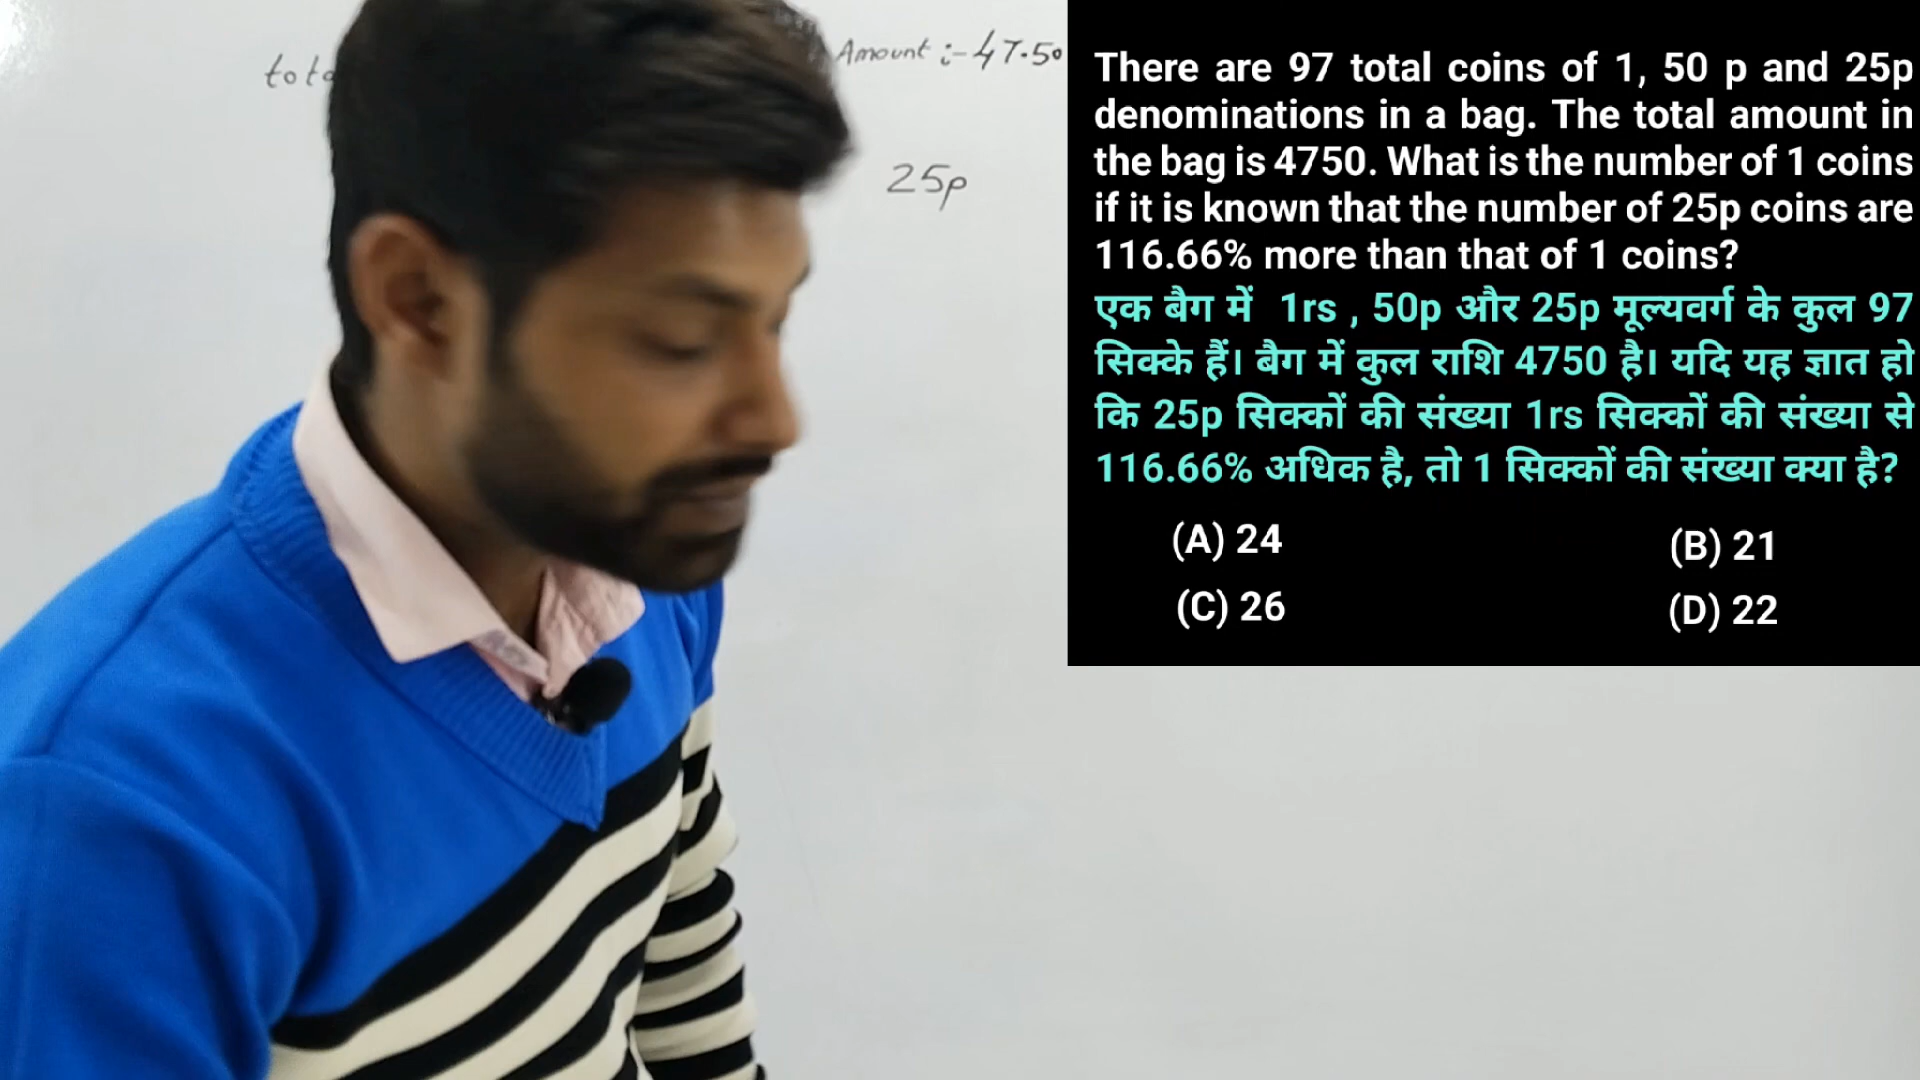 Amount :- 47.50
25p
There are 97 total coins of 1, 50 p and 25p
denominations in a bag. The total amount in
the bag is 4750. What is the number of 1 coins
if it is known that the number of 25p coins are
116.66% more than that of 1 coins?
एक बैग में 1rs , 50p और 25p मूल्यवर्ग के कुल 97
सिक्के हैं। बैग में कुल राशि 4750 है। यदि यह ज्ञात हो
कि 25p सिक्कों की संख्या 1rs सिक्कों की संख्या से
116.66% अधिक है, तो 1 सिक्कों की संख्या क्या है?
(A) 24 (B) 21
(C) 26 (D) 22